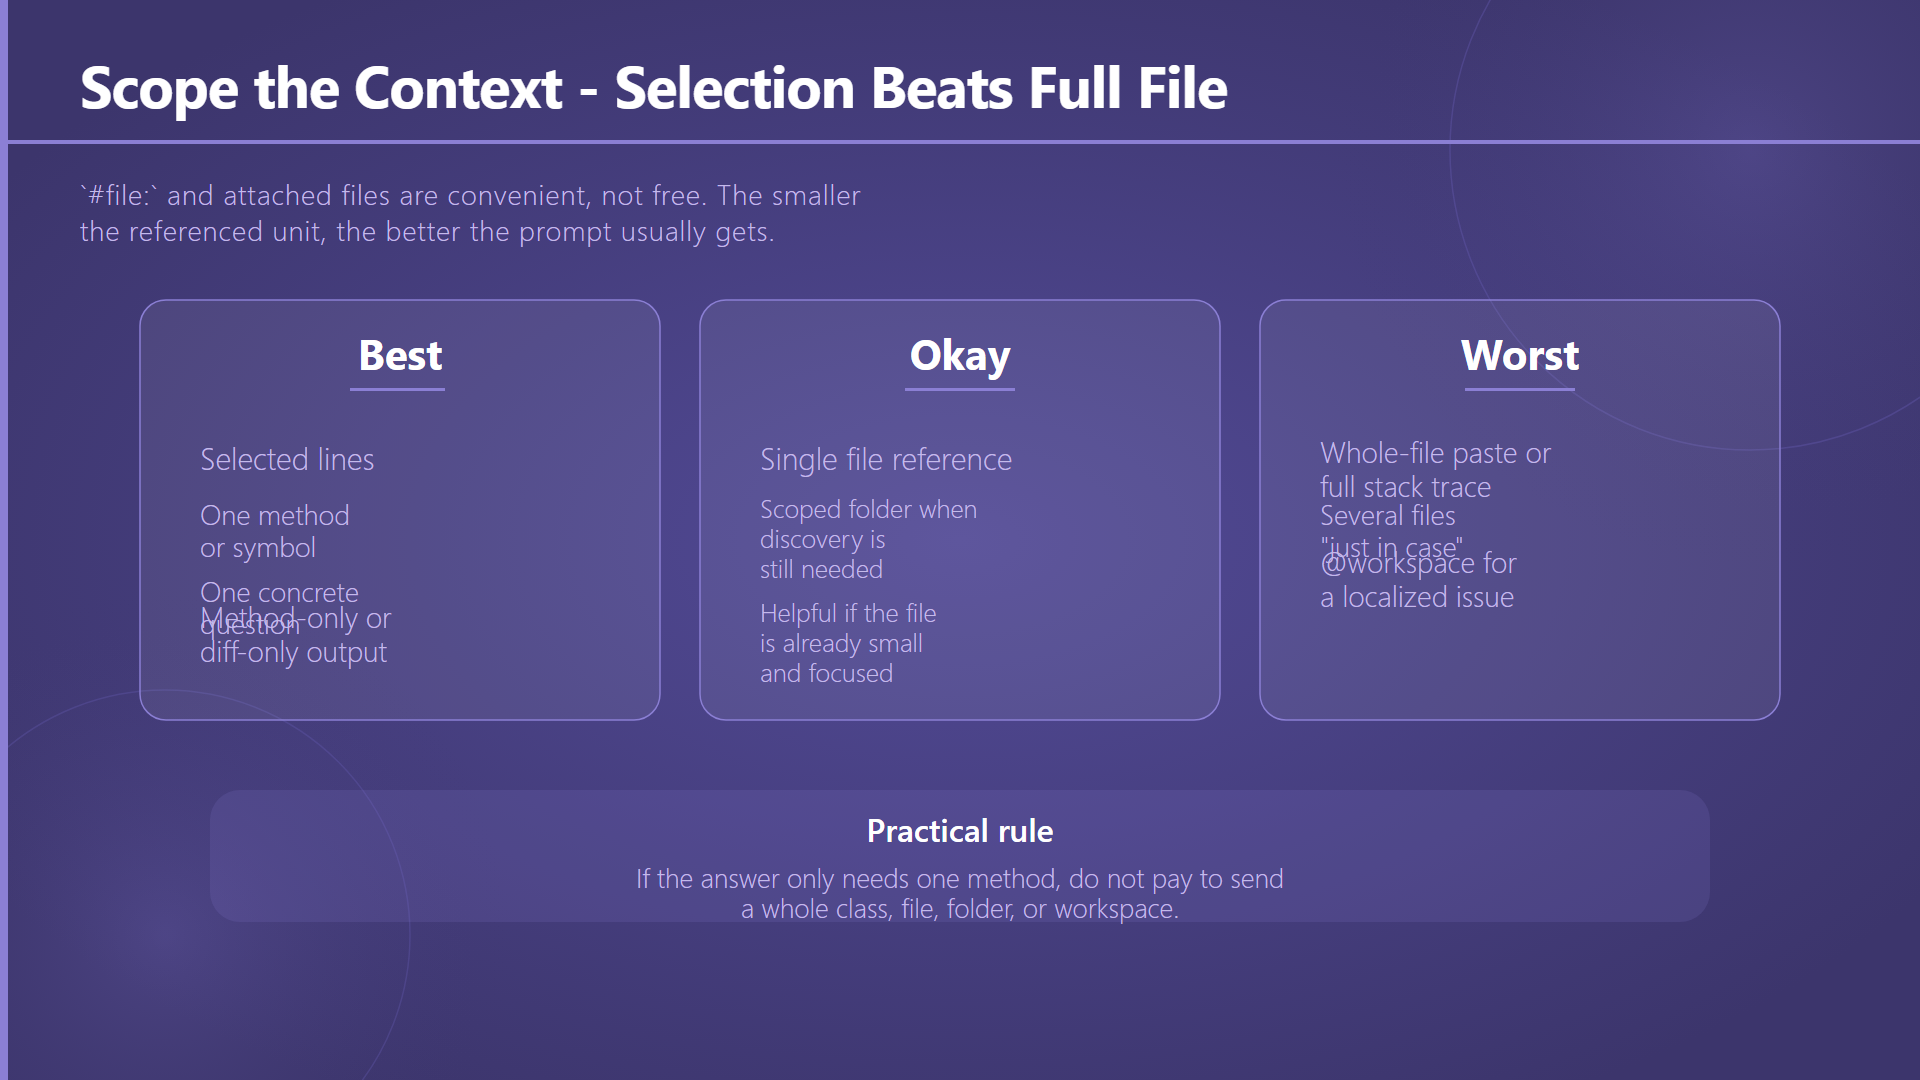 Scope the Context - Selection Beats Full File
`#file:` and attached files are convenient, not free. The smaller
the referenced unit, the better the prompt usually gets.
Best
Selected lines
One method
or symbol
One concrete
question
Method-only or
diff-only output
Okay
Single file reference
Scoped folder when
discovery is
still needed
Helpful if the file
is already small
and focused
Worst
Whole-file paste or
full stack trace
Several files
"just in case"
@workspace for
a localized issue
Practical rule
If the answer only needs one method, do not pay to send
a whole class, file, folder, or workspace.